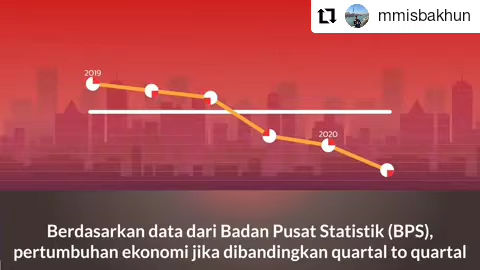 mmisbakhun
2019
2020
Berdasarkan data dari Badan Pusat Statistik (BPS),
pertumbuhan ekonomi jika dibandingkan quartal to quartal